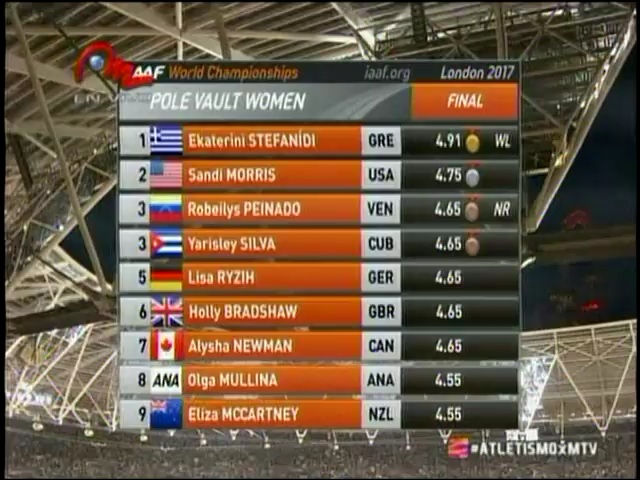 IAAF World Championships iaaf.org London 2017
EN VIVO
POLE VAULT WOMEN FINAL
1 Ekaterini STEFANÍDI GRE 4.91 WL
2 Sandi MORRIS USA 4.75
3 Robeilys PEINADO VEN 4.65 NR
3 Yarisley SILVA CUB 4.65
5 Lisa RYZIH GER 4.65
6 Holly BRADSHAW GBR 4.65
7 Alysha NEWMAN CAN 4.65
8 ANA Olga MULLINA ANA 4.55
9 Eliza MCCARTNEY NZL 4.55
#ATLETISMOxMTV